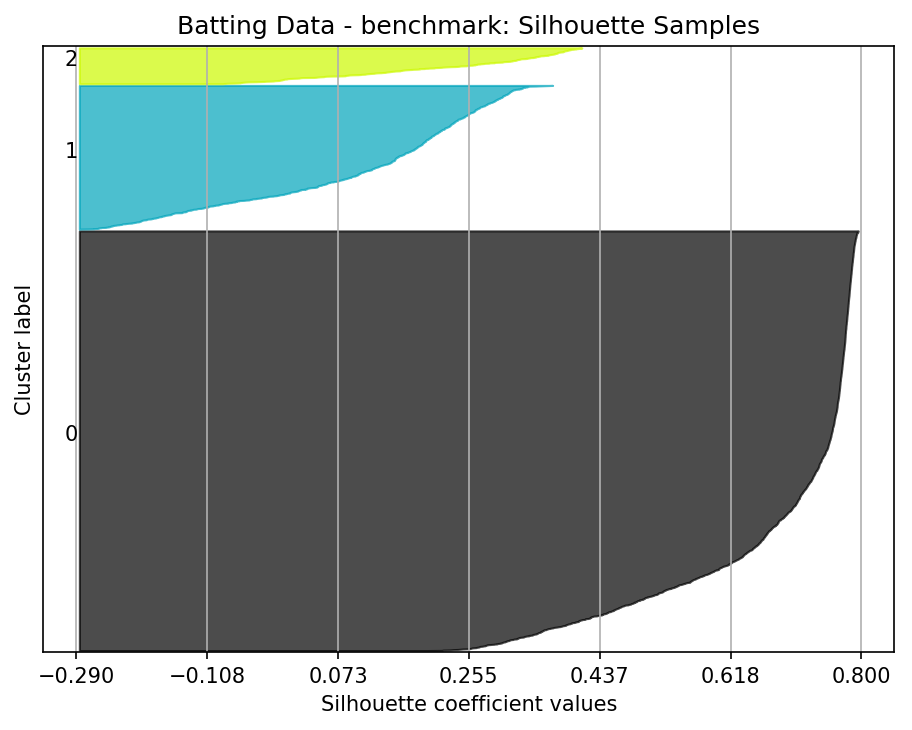 Batting Data - benchmark: Silhouette Samples
2
1
0
Cluster label
−0.290 −0.108 0.073 0.255 0.437 0.618 0.800
Silhouette coefficient values